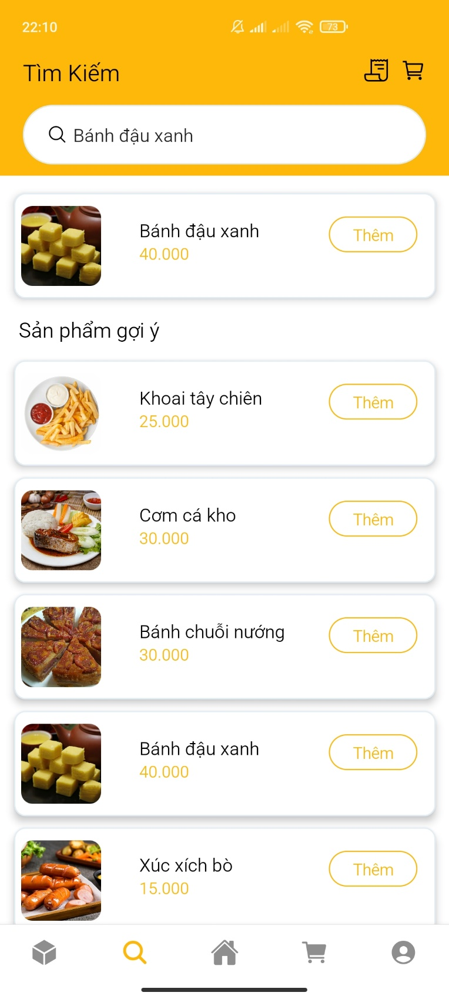 22:10
73
Tìm Kiếm
Bánh đậu xanh
Bánh đậu xanh
Thêm
40.000
Sản phẩm gợi ý
Khoai tây chiên
Thêm
25.000
Cơm cá kho
Thêm
30.000
Bánh chuỗi nướng
Thêm
30.000
Bánh đậu xanh
Thêm
40.000
Xúc xích bò
Thêm
15.000